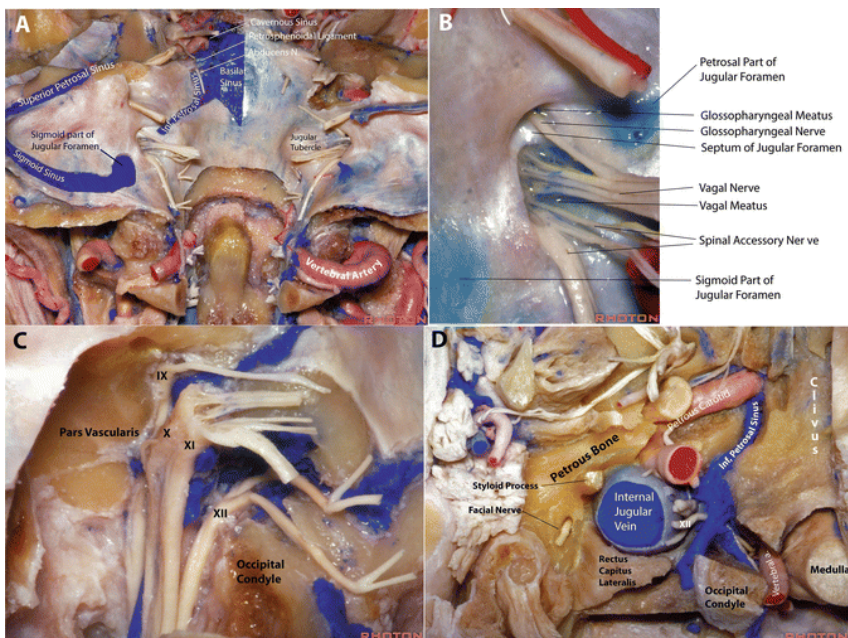 A
Cavernous Sinus
Petrosphenoidal Ligament
Abducens N.
Basilar
Sinus
Inf. Petrosal Sinus
Superior Petrosal Sinus
Sigmoid part of
Jugular Foramen
Sigmoid Sinus
Jugular
Tubercle
Vertebral Artery
RHOTON
B
Petrosal Part of
Jugular Foramen
Glossopharyngeal Meatus
Glossopharyngeal Nerve
Septum of Jugular Foramen
Vagal Nerve
Vagal Meatus
Spinal Accessory Ner ve
Sigmoid Part of
Jugular Foramen
RHOTON
C
IX
Pars Vascularis
X
XI
XII
Occipital
Condyle
RHOTON
D
Clivus
Petrous Carotid
Inf. Petrosal Sinus
Petrous Bone
Styloid Process
Internal
Jugular
Vein
Facial Nerve
XII
Rectus
Capitus
Lateralis
Occipital
Condyle
Vertebral a.
Medulla
RHOTON